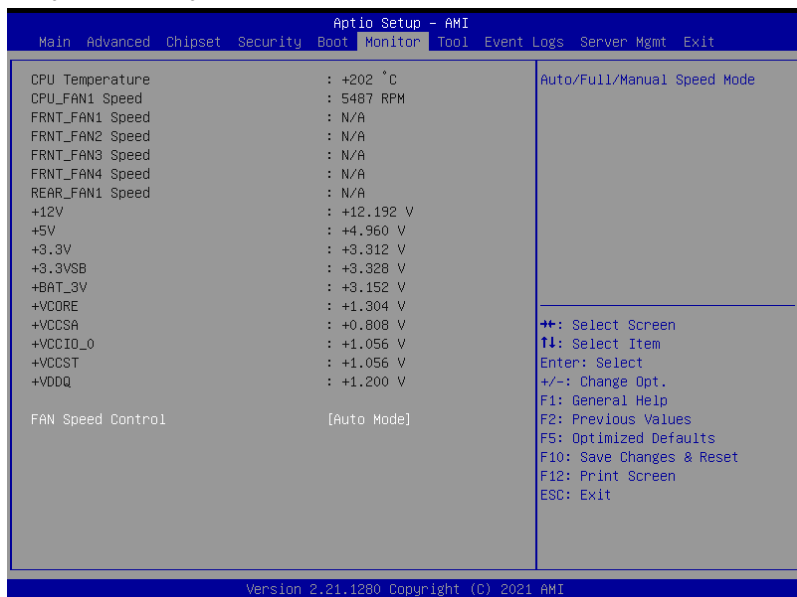 Aptio Setup - AMI
Main Advanced Chipset Security Boot Monitor Tool Event Logs Server Mgmt Exit
CPU Temperature : +202 °C
CPU_FAN1 Speed : 5487 RPM
FRNT_FAN1 Speed : N/A
FRNT_FAN2 Speed : N/A
FRNT_FAN3 Speed : N/A
FRNT_FAN4 Speed : N/A
REAR_FAN1 Speed : N/A
+12V : +12.192 V
+5V : +4.960 V
+3.3V : +3.312 V
+3.3VSB : +3.328 V
+BAT_3V : +3.152 V
+VCORE : +1.304 V
+VCCSA : +0.808 V
+VCCIO_0 : +1.056 V
+VCCST : +1.056 V
+VDDQ : +1.200 V
FAN Speed Control [Auto Mode]
Auto/Full/Manual Speed Mode
→←: Select Screen
↑↓: Select Item
Enter: Select
+/-: Change Opt.
F1: General Help
F2: Previous Values
F5: Optimized Defaults
F10: Save Changes & Reset
F12: Print Screen
ESC: Exit
Version 2.21.1280 Copyright (C) 2021 AMI